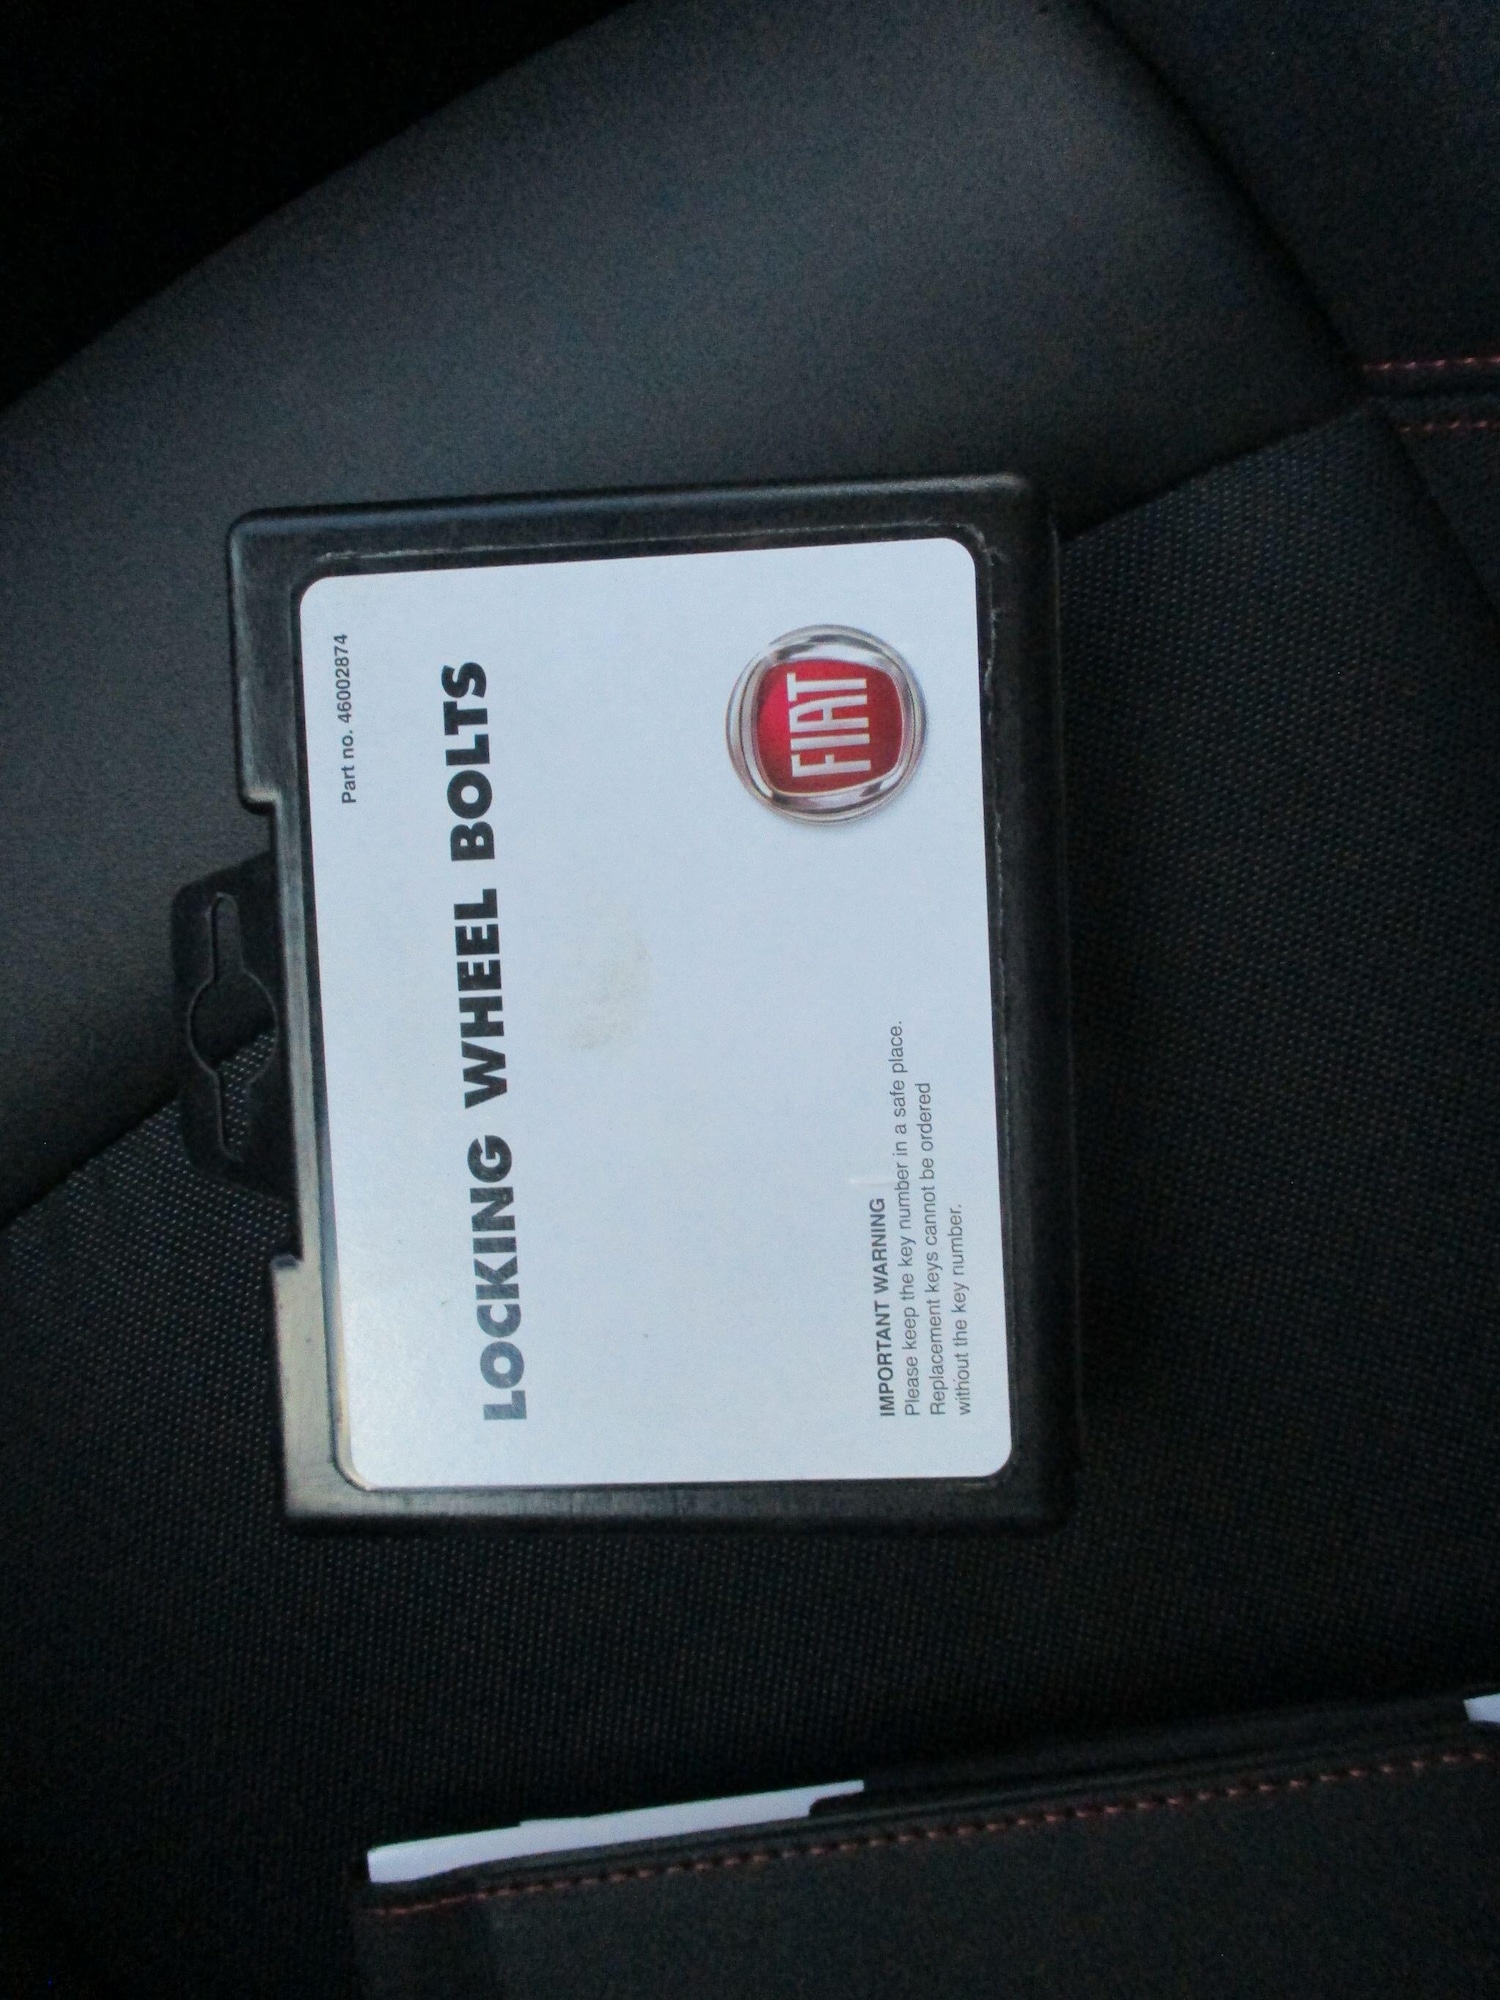 Part no. 46002874
LOCKING WHEEL BOLTS
IMPORTANT WARNING
Please keep the key number in a safe place.
Replacement keys cannot be ordered
without the key number.
FIAT